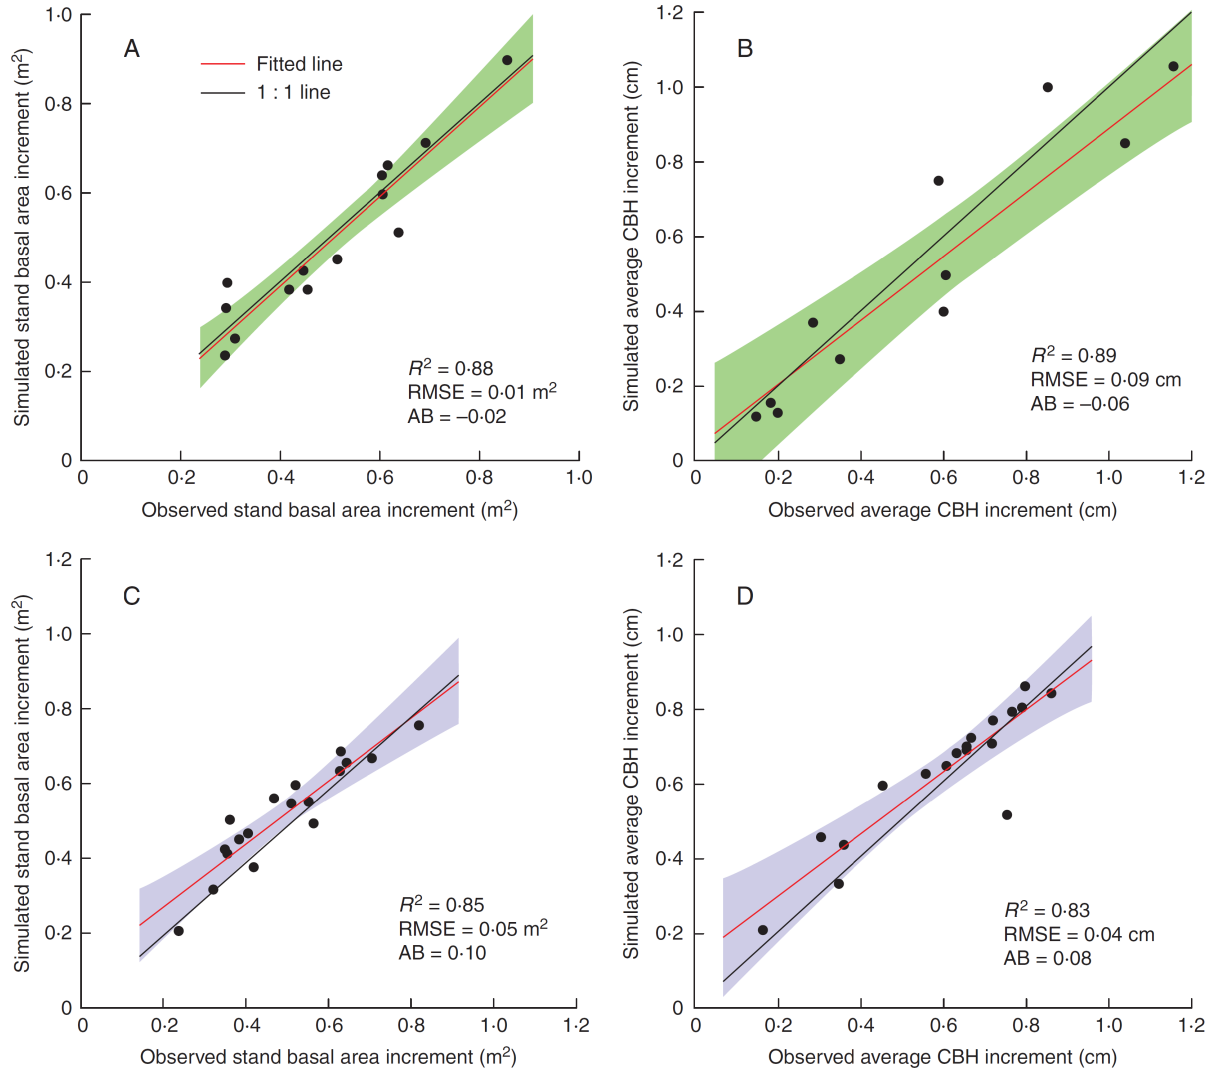 A
Fitted line
1 : 1 line
R² = 0·88
RMSE = 0·01 m²
AB = –0·02
Simulated stand basal area increment (m²)
1·0
0·8
0·6
0·4
0·2
0
0 0·2 0·4 0·6 0·8 1·0
Observed stand basal area increment (m²)
B
R² = 0·89
RMSE = 0·09 cm
AB = –0·06
Simulated average CBH increment (cm)
1·2
1·0
0·8
0·6
0·4
0·2
0
0 0·2 0·4 0·6 0·8 1·0 1·2
Observed average CBH increment (cm)
C
R² = 0·85
RMSE = 0·05 m²
AB = 0·10
Simulated stand basal area increment (m²)
1·2
1·0
0·8
0·6
0·4
0·2
0
0 0·2 0·4 0·6 0·8 1·0 1·2
Observed stand basal area increment (m²)
D
R² = 0·83
RMSE = 0·04 cm
AB = 0·08
Simulated average CBH increment (cm)
1·2
1·0
0·8
0·6
0·4
0·2
0
0 0·2 0·4 0·6 0·8 1·0 1·2
Observed average CBH increment (cm)